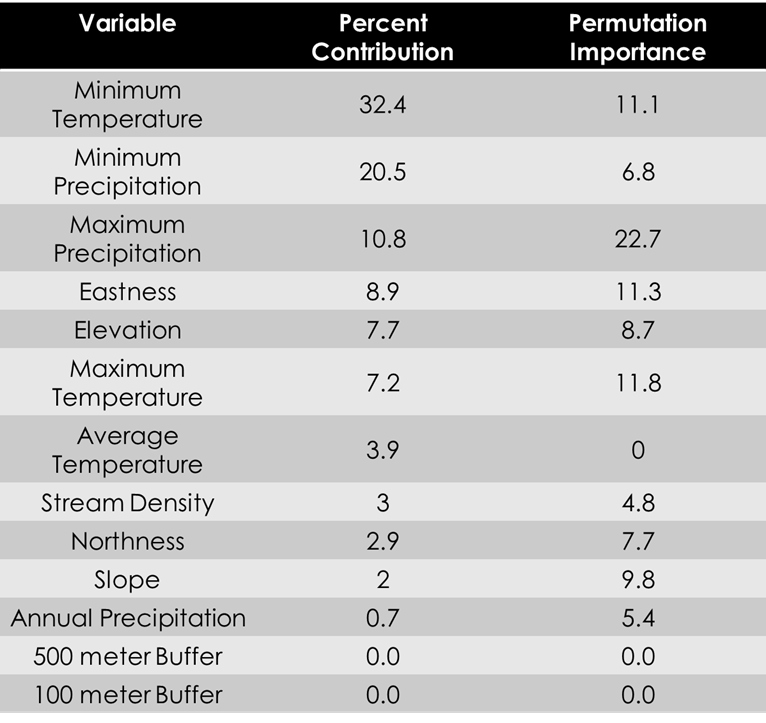 Variable Percent Contribution Permutation Importance
Minimum Temperature 32.4 11.1
Minimum Precipitation 20.5 6.8
Maximum Precipitation 10.8 22.7
Eastness 8.9 11.3
Elevation 7.7 8.7
Maximum Temperature 7.2 11.8
Average Temperature 3.9 0
Stream Density 3 4.8
Northness 2.9 7.7
Slope 2 9.8
Annual Precipitation 0.7 5.4
500 meter Buffer 0.0 0.0
100 meter Buffer 0.0 0.0